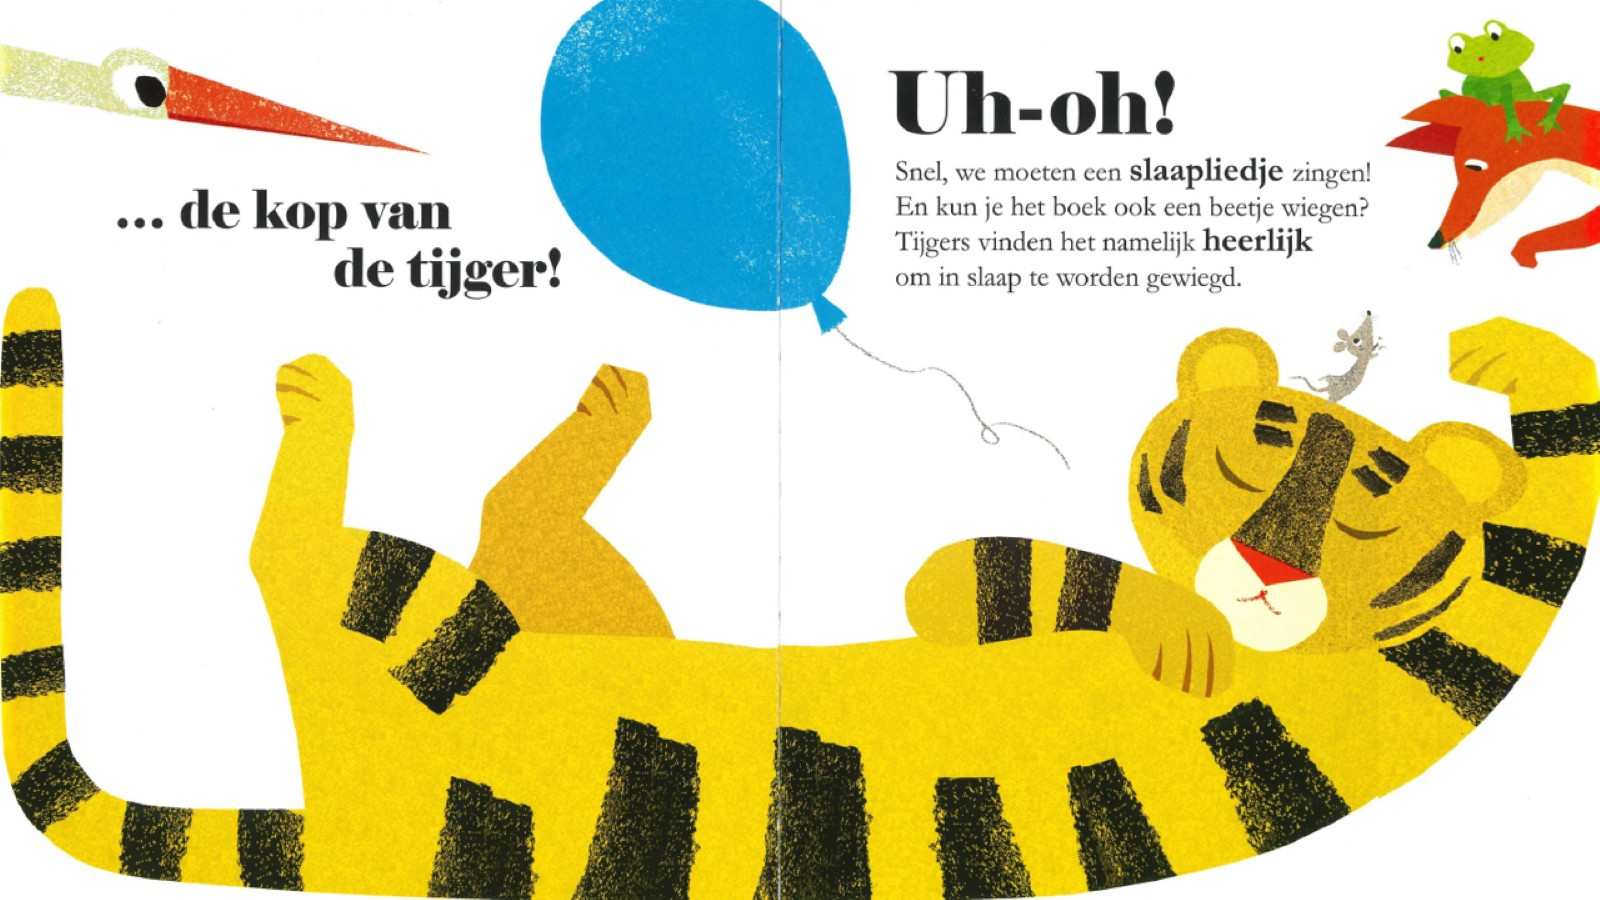 ... de kop van
de tijger!
Uh-oh!
Snel, we moeten een slaapliedje zingen!
En kun je het boek ook een beetje wiegen?
Tijgers vinden het namelijk heerlijk
om in slaap te worden gewiegd.